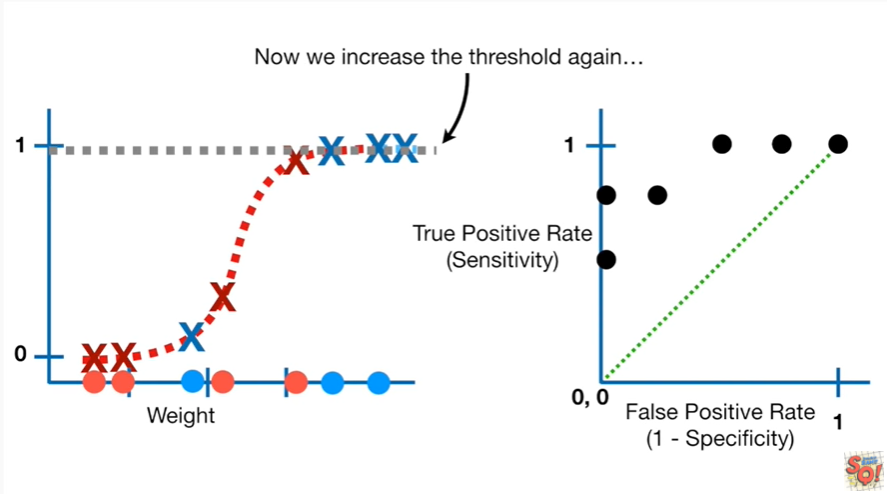 Now we increase the threshold again…
1
0
Weight
1
True Positive Rate
(Sensitivity)
0, 0
False Positive Rate
(1 - Specificity)
1
SQ!